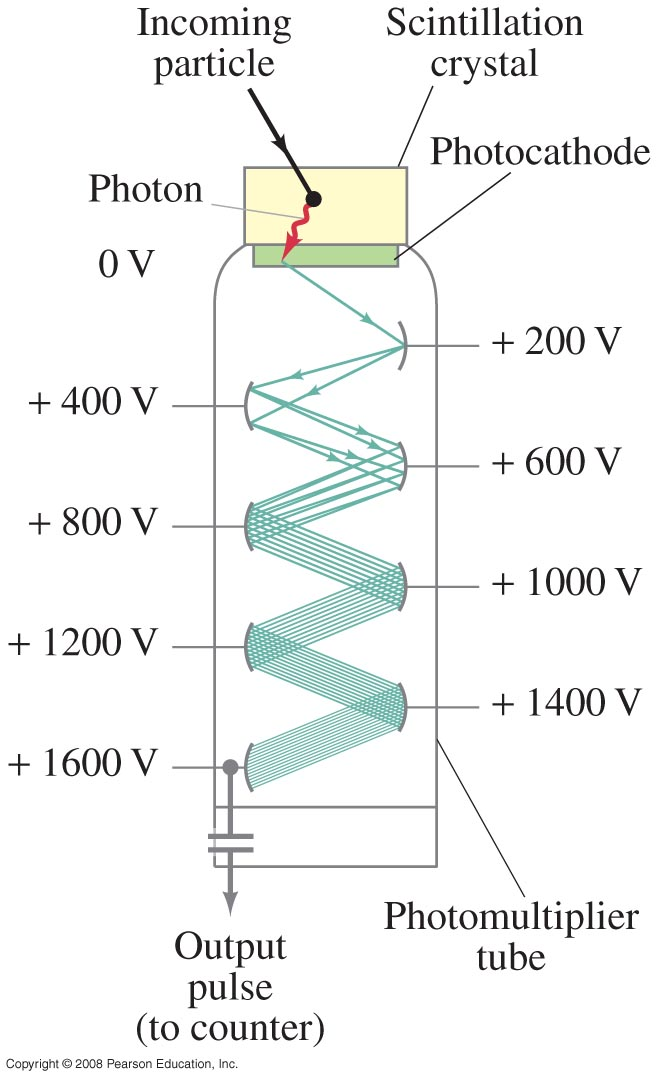 Incoming
particle
Scintillation
crystal
Photocathode
Photon
0 V
+ 200 V
+ 400 V
+ 600 V
+ 800 V
+ 1000 V
+ 1200 V
+ 1400 V
+ 1600 V
Photomultiplier
tube
Output
pulse
(to counter)
Copyright © 2008 Pearson Education, Inc.